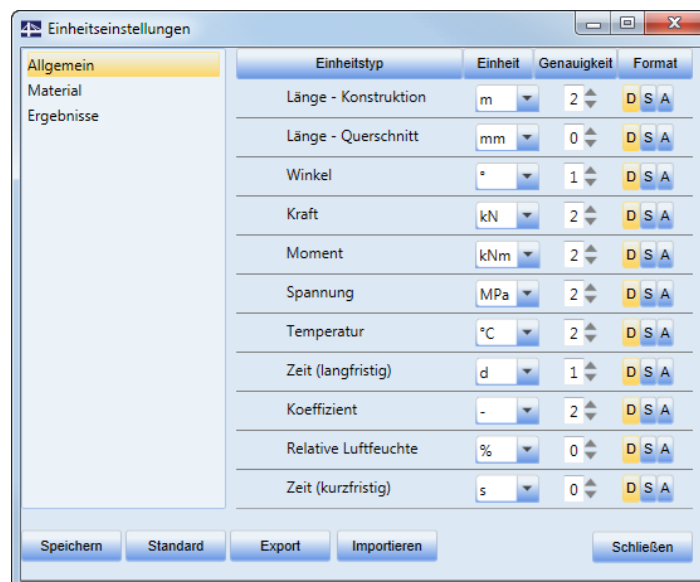 Einheitseinstellungen
Allgemein
Material
Ergebnisse
Einheitstyp Einheit Genauigkeit Format
Länge - Konstruktion m 2 D S A
Länge - Querschnitt mm 0 D S A
Winkel ° 1 D S A
Kraft kN 2 D S A
Moment kNm 2 D S A
Spannung MPa 2 D S A
Temperatur °C 2 D S A
Zeit (langfristig) d 1 D S A
Koeffizient - 2 D S A
Relative Luftfeuchte % 0 D S A
Zeit (kurzfristig) s 0 D S A
Speichern Standard Export Importieren Schließen